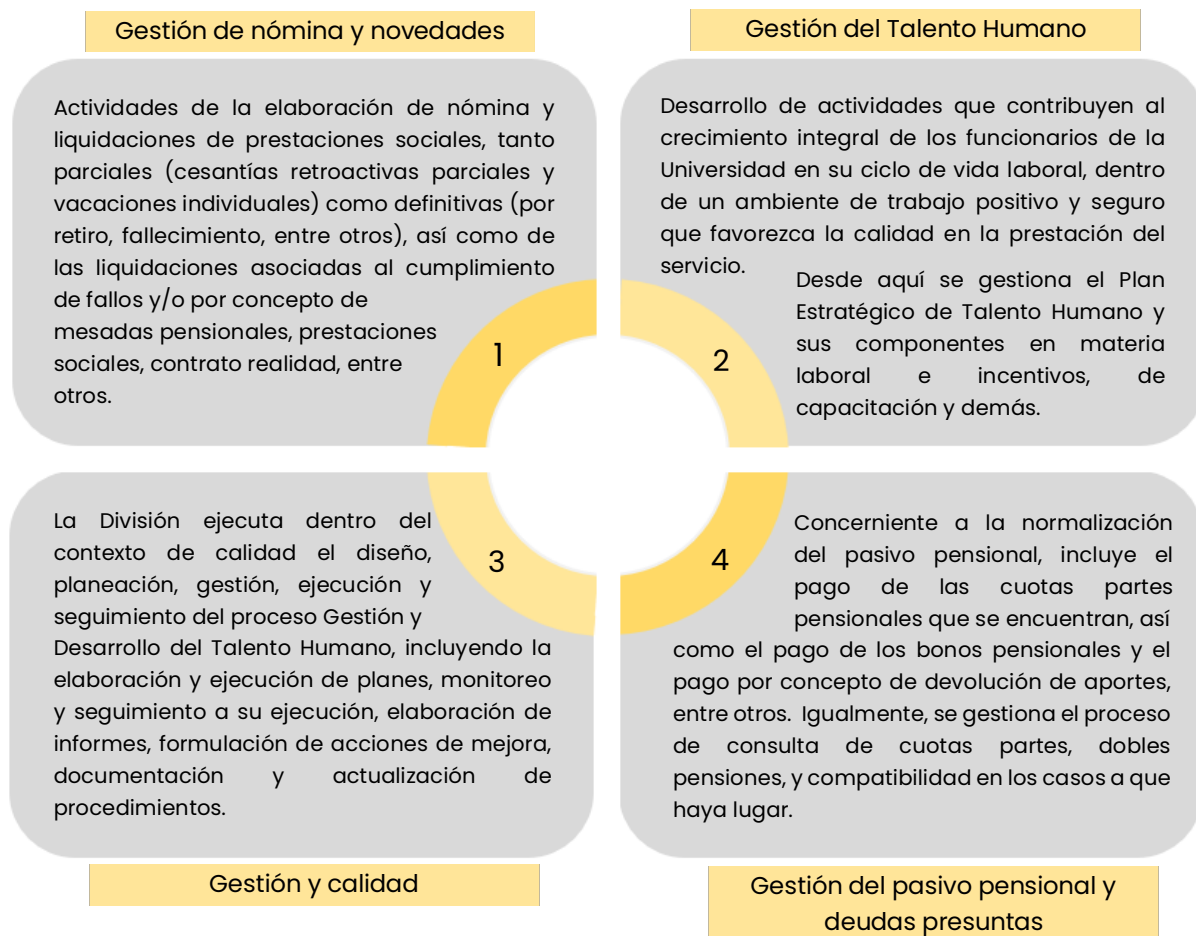 Gestión de nómina y novedades
Actividades de la elaboración de nómina y
liquidaciones de prestaciones sociales, tanto
parciales (cesantías retroactivas parciales y
vacaciones individuales) como definitivas (por
retiro, fallecimiento, entre otros), así como de
las liquidaciones asociadas al cumplimiento
de fallos y/o por concepto de
mesadas pensionales, prestaciones
sociales, contrato realidad, entre
otros.
1
Gestión del Talento Humano
Desarrollo de actividades que contribuyen al
crecimiento integral de los funcionarios de la
Universidad en su ciclo de vida laboral, dentro
de un ambiente de trabajo positivo y seguro
que favorezca la calidad en la prestación del
servicio.
Desde aquí se gestiona el Plan
Estratégico de Talento Humano y
sus componentes en materia
laboral e incentivos, de
capacitación y demás.
2
La División ejecuta dentro del
contexto de calidad el diseño,
planeación, gestión, ejecución y
seguimiento del proceso Gestión y
Desarrollo del Talento Humano, incluyendo la
elaboración y ejecución de planes, monitoreo
y seguimiento a su ejecución, elaboración de
informes, formulación de acciones de mejora,
documentación y actualización de
procedimientos.
3
Gestión y calidad
4
Concerniente a la normalización
del pasivo pensional, incluye el
pago de las cuotas partes
pensionales que se encuentran, así
como el pago de los bonos pensionales y el
pago por concepto de devolución de aportes,
entre otros. Igualmente, se gestiona el proceso
de consulta de cuotas partes, dobles
pensiones, y compatibilidad en los casos a que
haya lugar.
Gestión del pasivo pensional y
deudas presuntas